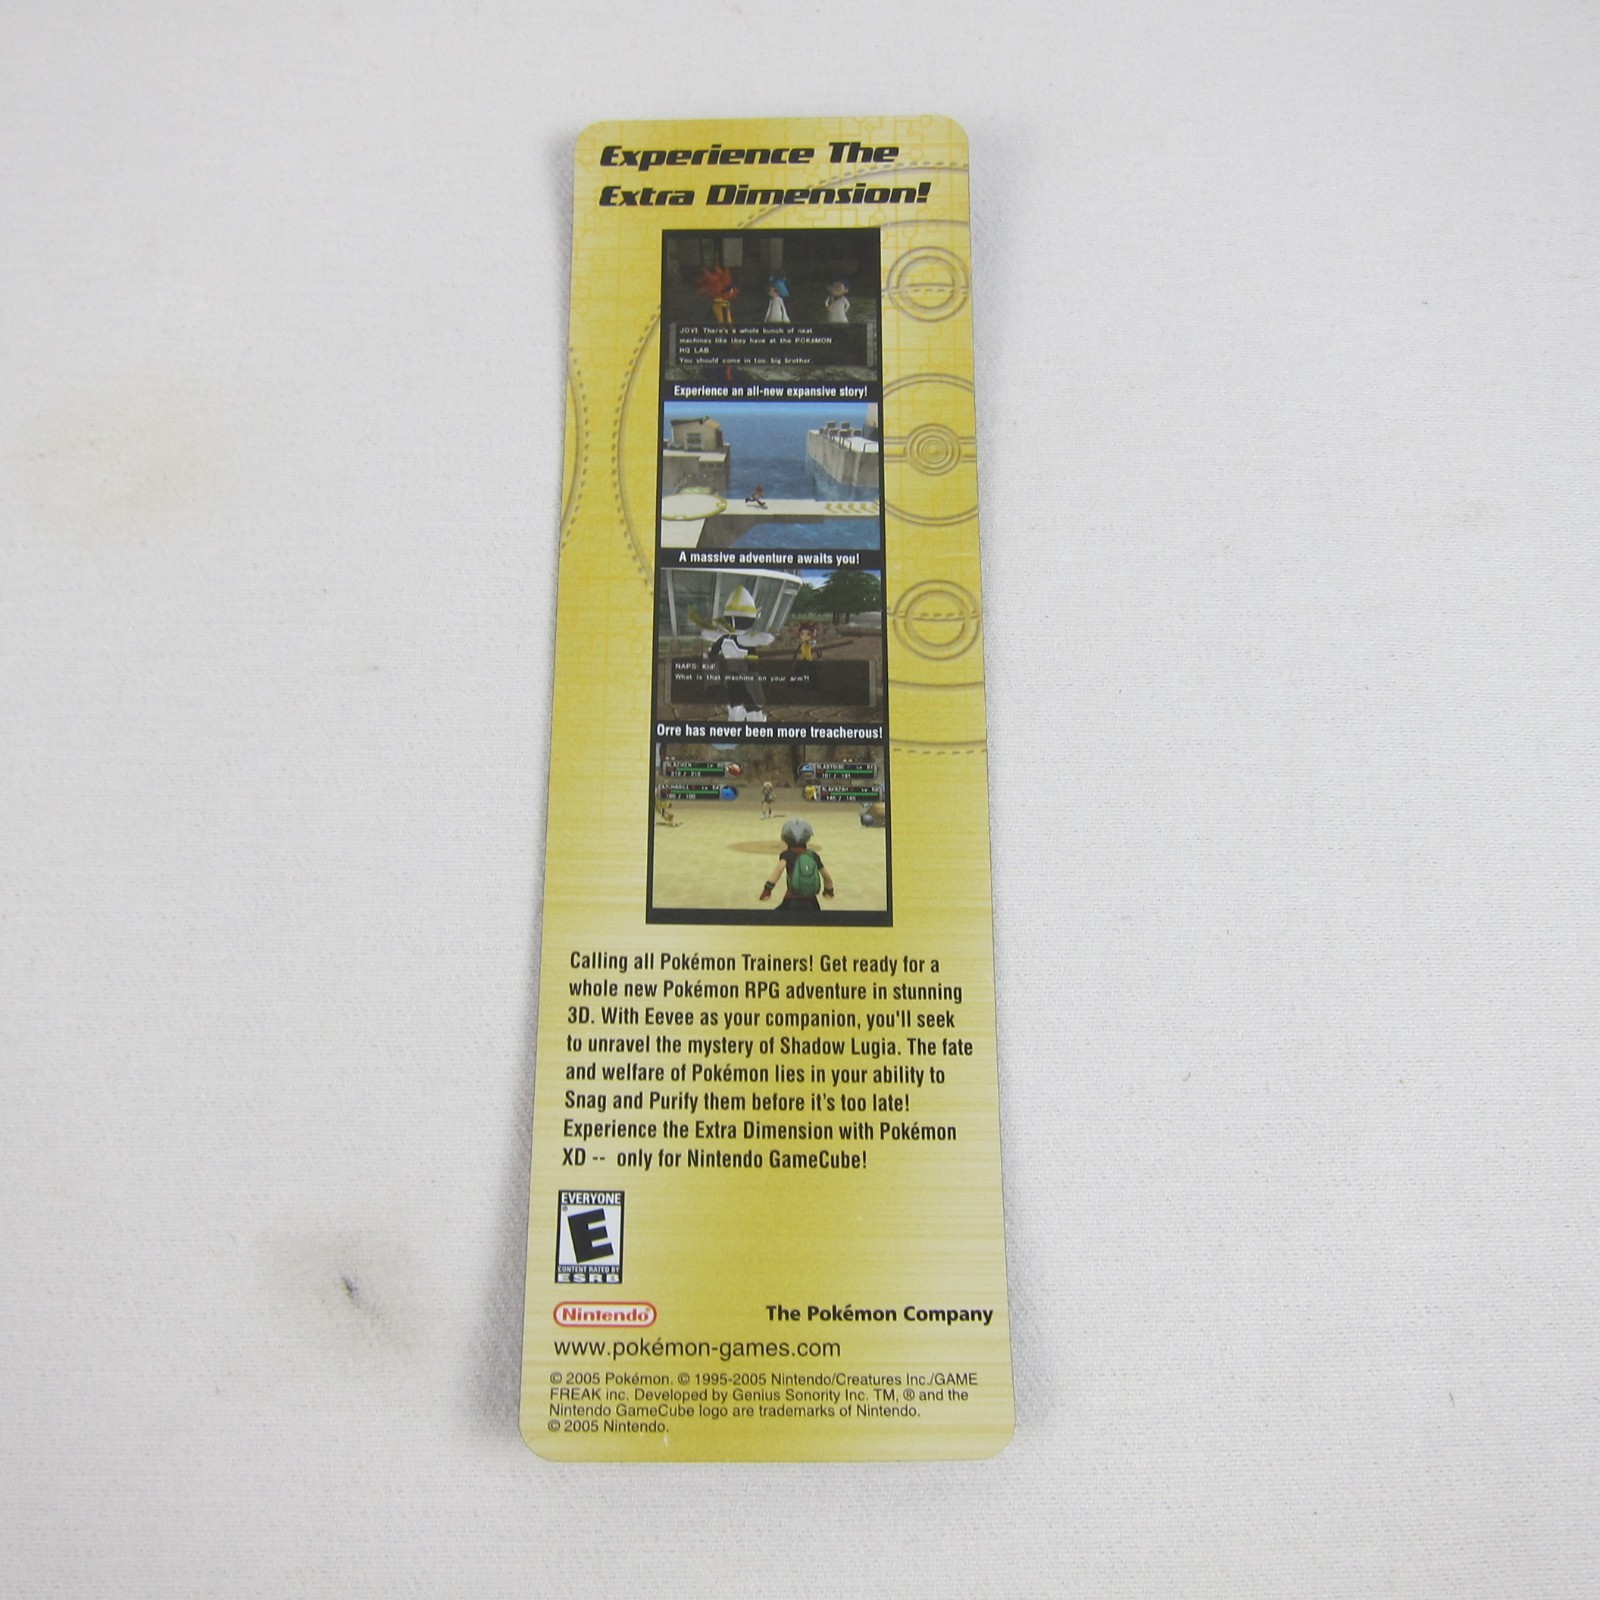 Experience The
Extra Dimension!
JOVI: There's a whole bunch of neat
machines like they have at the POKéMON
HQ LAB
You should come in too, big brother.
Experience an all-new expansive story!
A massive adventure awaits you!
NAPS: Kid!
What is that machine on your arm?!
Orre has never been more treacherous!
Calling all Pokémon Trainers! Get ready for a
whole new Pokémon RPG adventure in stunning
3D. With Eevee as your companion, you'll seek
to unravel the mystery of Shadow Lugia. The fate
and welfare of Pokémon lies in your ability to
Snag and Purify them before it's too late!
Experience the Extra Dimension with Pokémon
XD -- only for Nintendo GameCube!
EVERYONE
E
CONTENT RATED BY
ESRB
Nintendo
The Pokémon Company
www.pokémon-games.com
© 2005 Pokémon. © 1995-2005 Nintendo/Creatures Inc./GAME
FREAK inc. Developed by Genius Sonority Inc. TM, ® and the
Nintendo GameCube logo are trademarks of Nintendo.
© 2005 Nintendo.